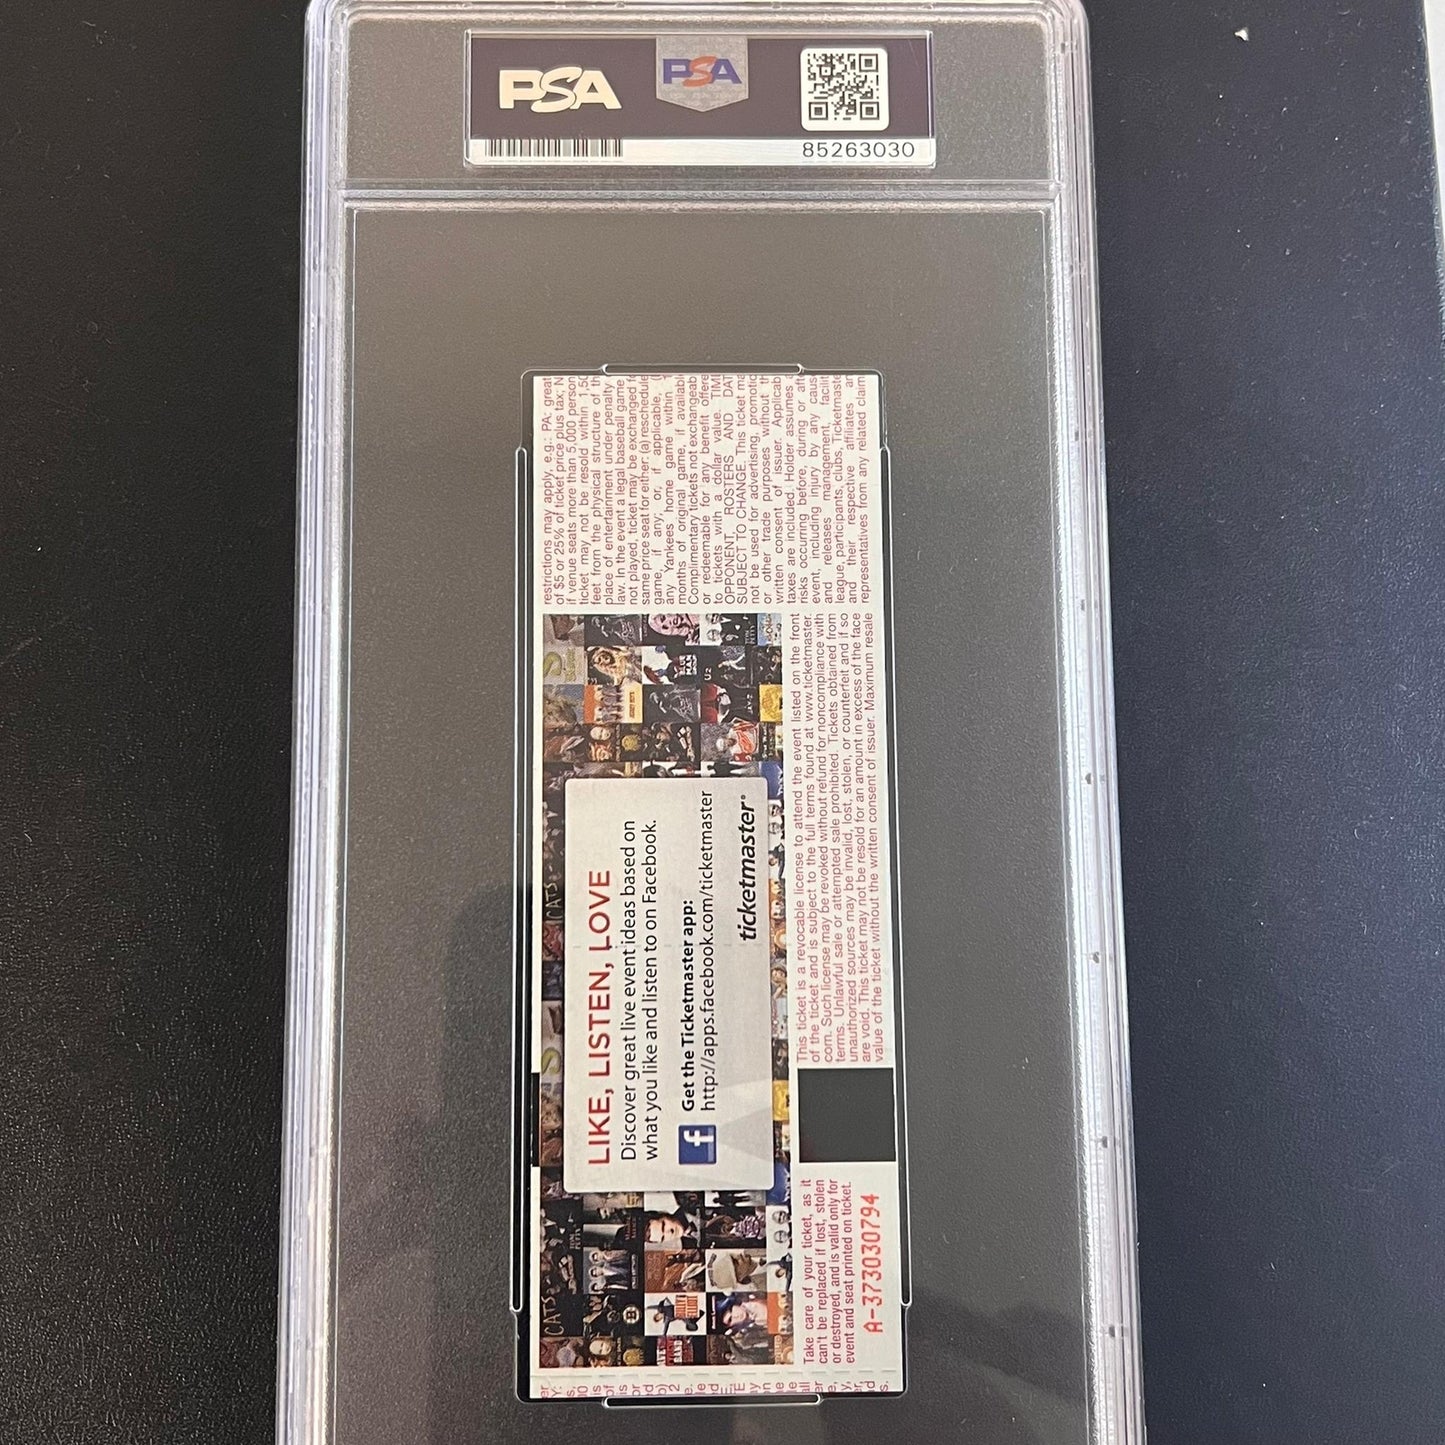 PSA
PSA
85263030
restrictions may apply, e.g.: PA: grea
of $5 or 25% of ticket price plus tax; N
if venue seats more than 5,000 person
ticket may not be resold within 1,50
feet from the physical structure of th
place of entertainment under penalty
law. In the event a legal baseball game
not played, ticket may be exchanged fo
same price seat for either: (a) reschedule
game, if any, or, if applicable, (
any Yankees home game within 1
months of original game, if availabl
Complimentary tickets not exchangeab
or redeemable for any benefit offere
to tickets with a dollar value. TIM
OPPONENT, ROSTERS AND DAT
SUBJECT TO CHANGE. This ticket ma
not be used for advertising, promotio
or other trade purposes without th
written consent of issuer. Applicab
taxes are included. Holder assumes a
risks occurring before, during or afte
event, including injury by any cause
and releases management, facilit
league, participants, clubs, Ticketmaste
and their respective affiliates an
representatives from any related claim
LIKE, LISTEN, LOVE
Discover great live event ideas based on
what you like and listen to on Facebook.
f
Get the Ticketmaster app:
http://apps.facebook.com/ticketmaster
ticketmaster®
This ticket is a revocable license to attend the event listed on the front
of the ticket and is subject to the full terms found at www.ticketmaster.
com. Such license may be revoked without refund for noncompliance with
terms. Unlawful sale or attempted sale prohibited. Tickets obtained from
unauthorized sources may be invalid, lost, stolen, or counterfeit and if so
are void. This ticket may not be resold for an amount in excess of the face
value of the ticket without the written consent of issuer. Maximum resale
Take care of your ticket, as it
can't be replaced if lost, stolen
or destroyed, and is valid only for
event and seat printed on ticket.
A-373030794
CATS
U2
CATS